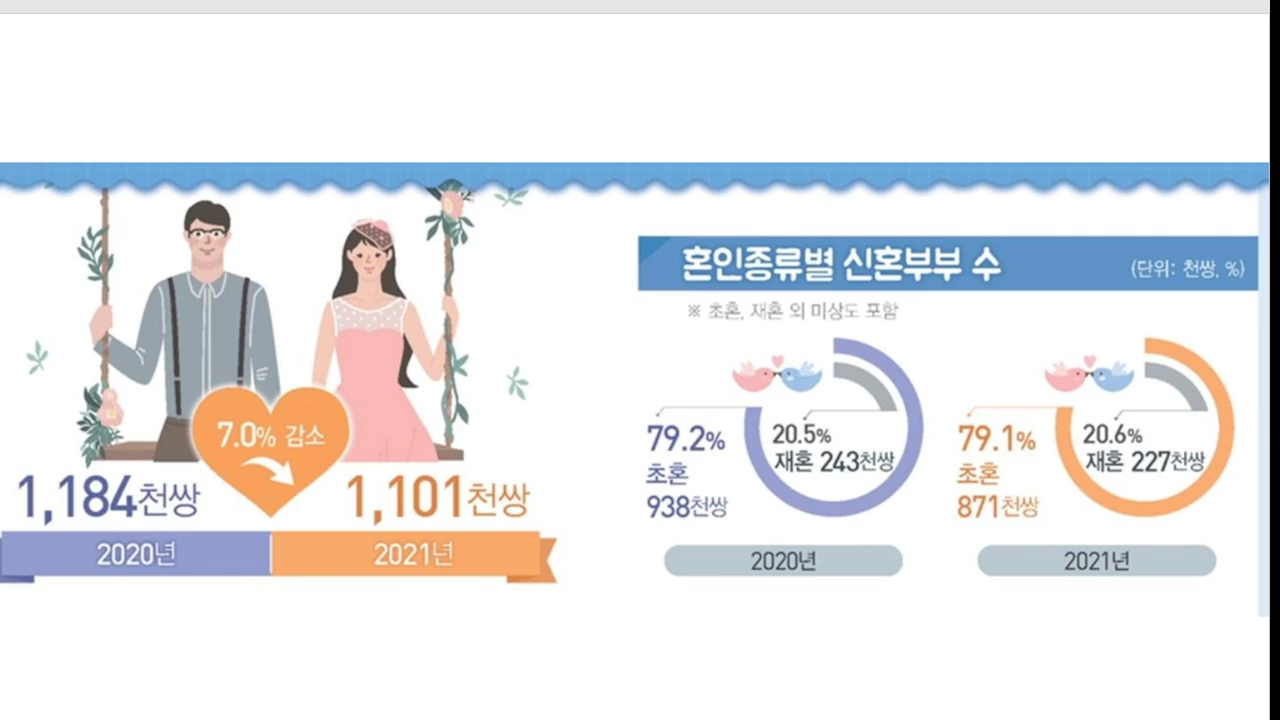 7.0% 감소
1,184천쌍
1,101천쌍
2020년
2021년
혼인종류별 신혼부부 수
(단위: 천쌍, %)
※ 초혼, 재혼 외 미상도 포함
79.2%
초혼
938천쌍
20.5%
재혼 243천쌍
2020년
79.1%
초혼
871천쌍
20.6%
재혼 227천쌍
2021년